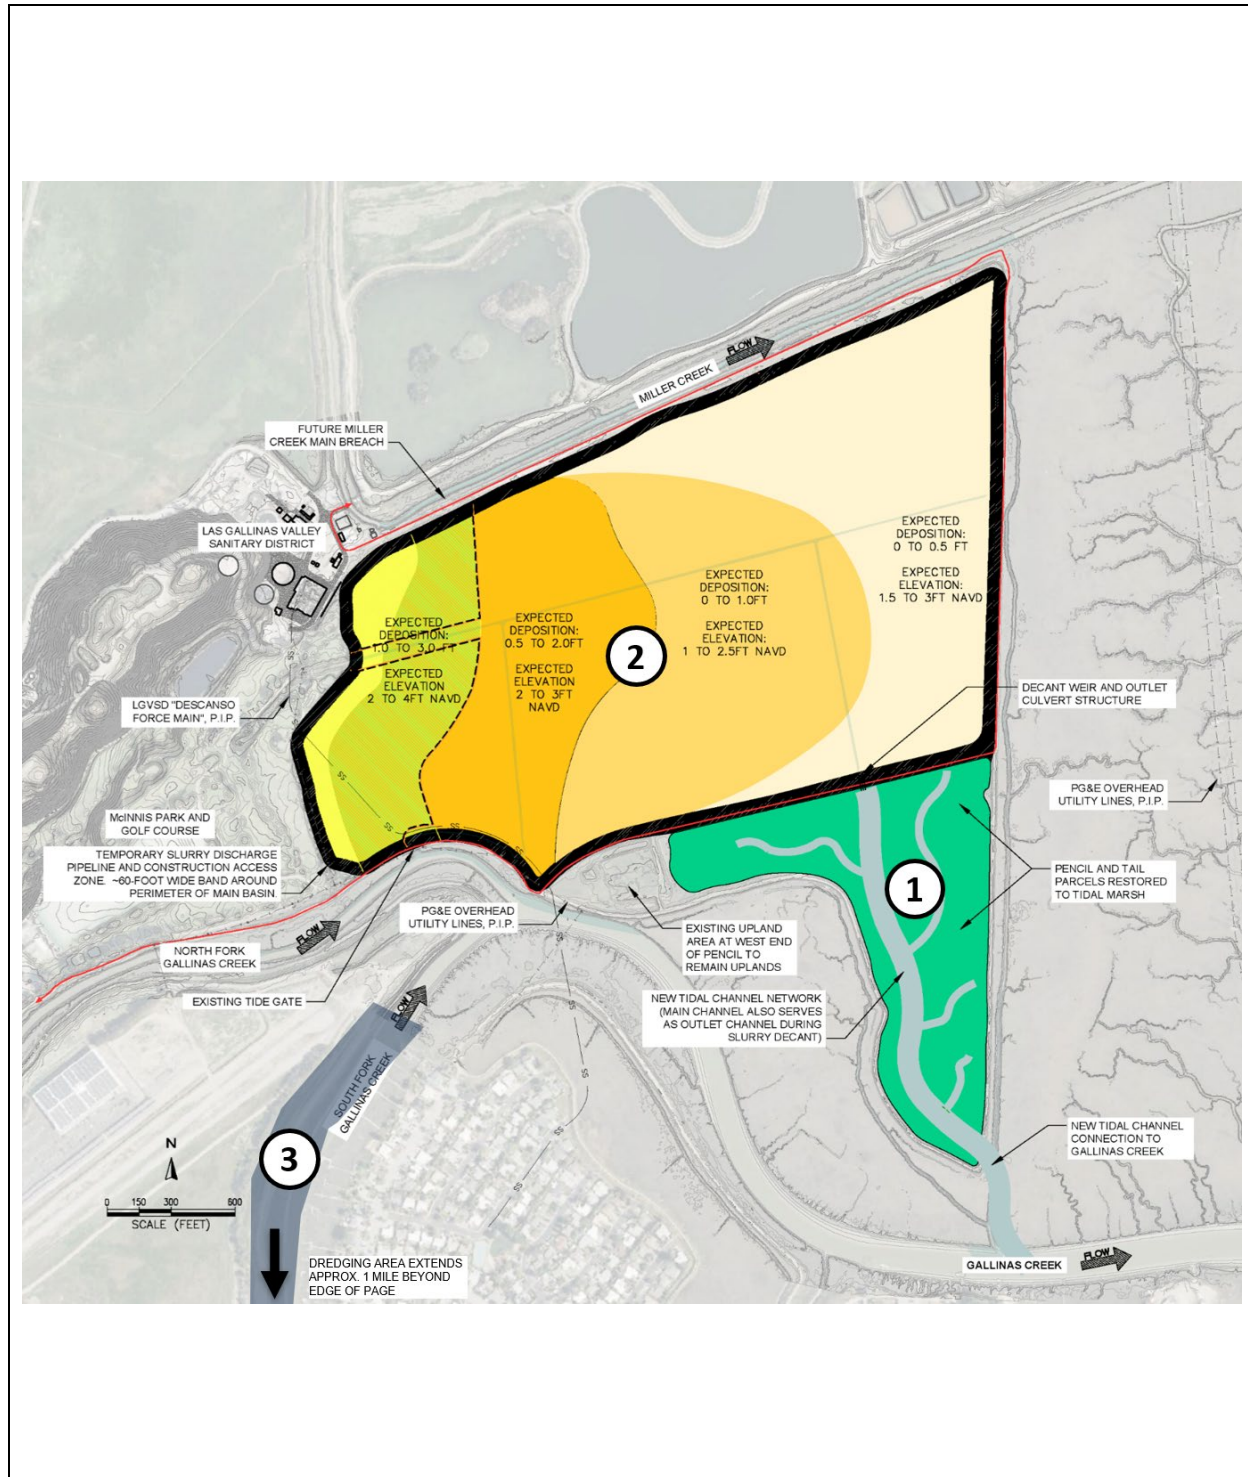 FLOW
MILLER CREEK
FUTURE MILLER
CREEK MAIN BREACH
LAS GALLINAS VALLEY
SANITARY DISTRICT
EXPECTED
DEPOSITION:
0 TO 0.5 FT
EXPECTED
ELEVATION:
1.5 TO 3FT NAVD
EXPECTED
DEPOSITION:
0 TO 1.0FT
EXPECTED
ELEVATION:
1 TO 2.5FT NAVD
EXPECTED
DEPOSITION:
0.5 TO 2.0FT
EXPECTED
ELEVATION:
2 TO 3FT
NAVD
EXPECTED
DEPOSITION:
1.0 TO 3.0 FT
EXPECTED
ELEVATION
2 TO 4FT NAVD
2
SS
LGVSD "DESCANSO
FORCE MAIN", P.I.P.
DECANT WEIR AND OUTLET
CULVERT STRUCTURE
SS
PG&E OVERHEAD
UTILITY LINES, P.I.P.
McINNIS PARK AND
GOLF COURSE
SS
SS
SS
TEMPORARY SLURRY DISCHARGE
PIPELINE AND CONSTRUCTION ACCESS
ZONE. ~60-FOOT WIDE BAND AROUND
PERIMETER OF MAIN BASIN.
1
PENCIL AND TAIL
PARCELS RESTORED
TO TIDAL MARSH
PG&E OVERHEAD
UTILITY LINES, P.I.P.
EXISTING UPLAND
AREA AT WEST END
OF PENCIL TO
REMAIN UPLANDS
FLOW
NORTH FORK
GALLINAS CREEK
EXISTING TIDE GATE
NEW TIDAL CHANNEL NETWORK
(MAIN CHANNEL ALSO SERVES
AS OUTLET CHANNEL DURING
SLURRY DECANT)
FLOW
SS
SS
SOUTH FORK
GALLINAS CREEK
NEW TIDAL CHANNEL
CONNECTION TO
GALLINAS CREEK
3
N
0 150 300 600
SCALE (FEET)
SS
DREDGING AREA EXTENDS
APPROX. 1 MILE BEYOND
EDGE OF PAGE
GALLINAS CREEK
FLOW